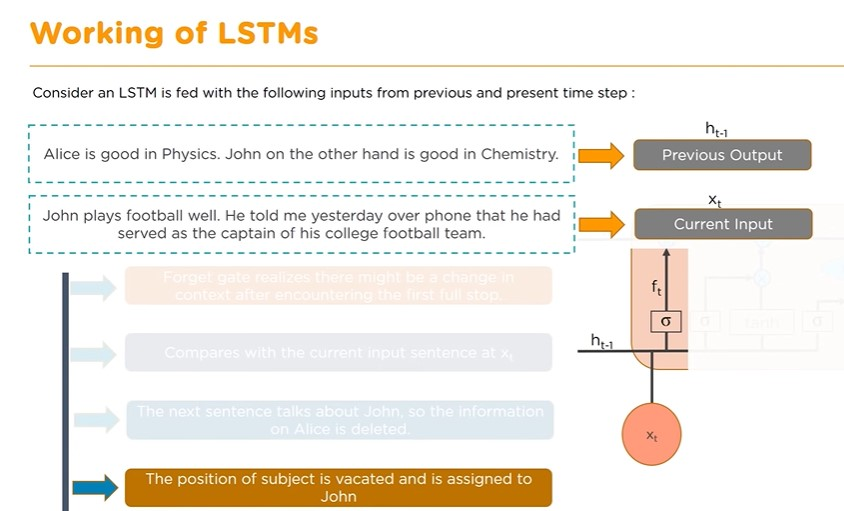 Working of LSTMs
Consider an LSTM is fed with the following inputs from previous and present time step :
Alice is good in Physics. John on the other hand is good in Chemistry.
h_t-1
Previous Output
John plays football well. He told me yesterday over phone that he had
served as the captain of his college football team.
x_t
Current Input
Forget gate realizes there might be a change in
context after encountering the first full stop.
Compares with the current input sentence at x_t
The next sentence talks about John, so the information
on Alice is deleted.
The position of subject is vacated and is assigned to
John
f_t
σ
σ
tanh
σ
h_t-1
x_t